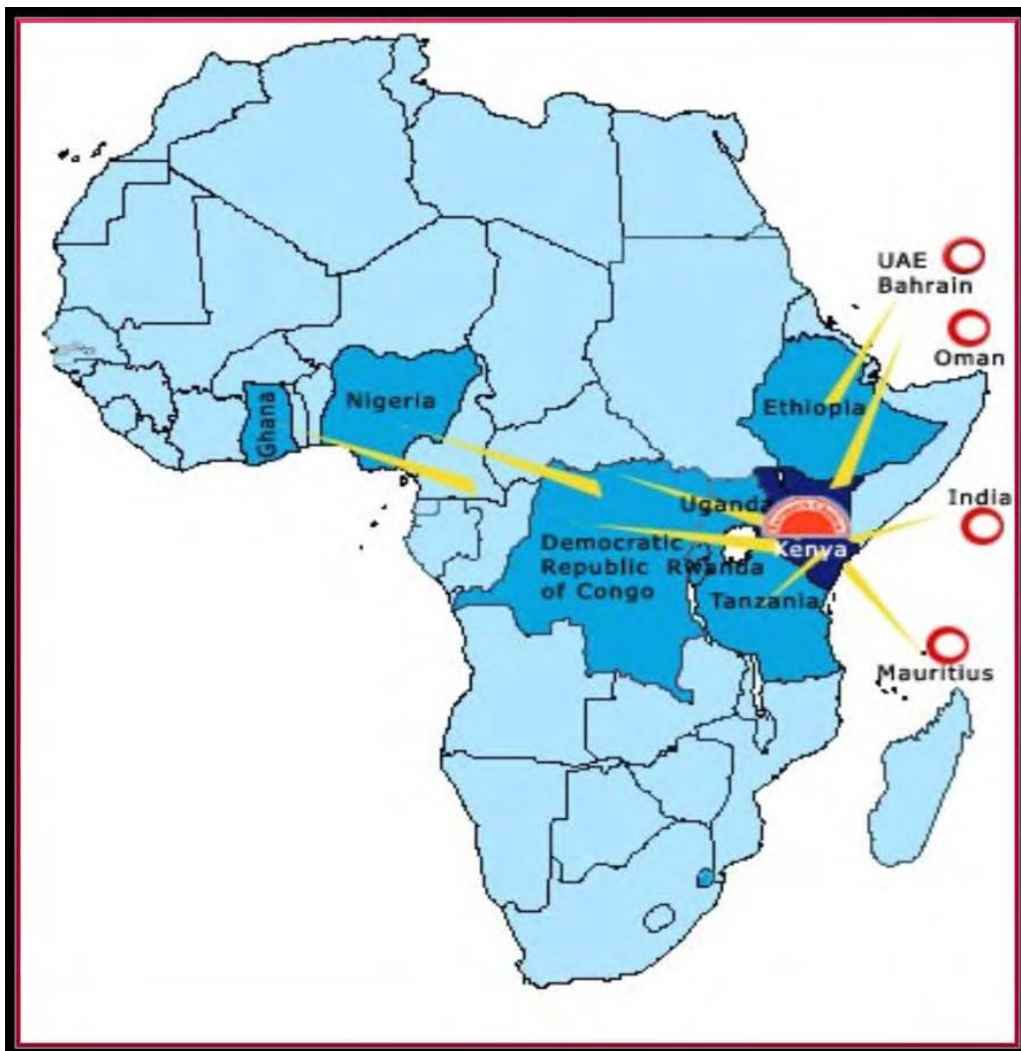 UAE
Bahrain
Oman
Ethiopia
Nigeria
Ghana
India
Uganda
Kenya
Democratic
Republic Rwanda
of Congo
Tanzania
Mauritius